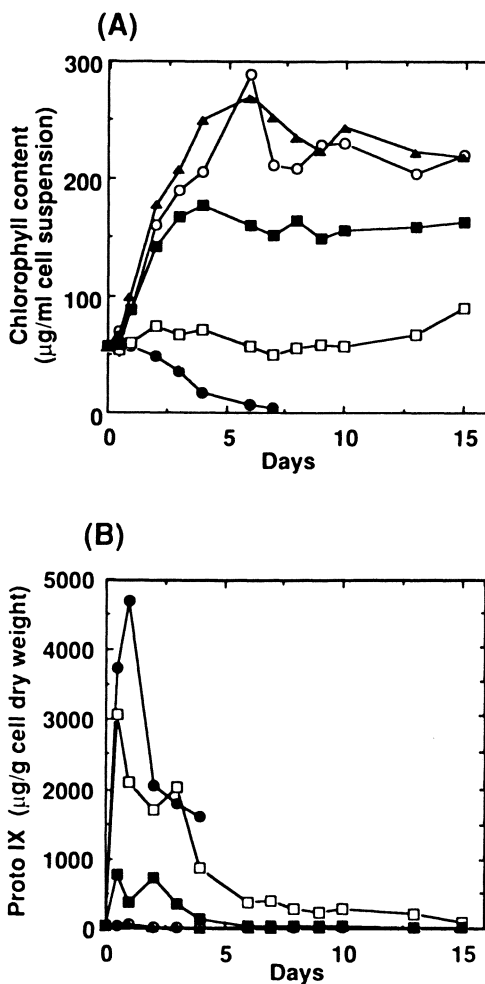 (A)
Chlorophyll content
(μg/ml cell suspension)
300
200
100
0
0
5
10
15
Days
(B)
Proto IX (μg/g cell dry weight)
5000
4000
3000
2000
1000
0
0
5
10
15
Days